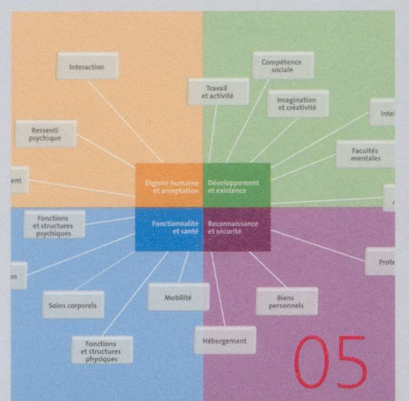 Interaction
Compétence
sociale
Travail
et activité
Imagination
et créativité
Ressenti
psychique
Facultés
mentales
Dignité humaine
et acceptation
Développement
et existence
Fonctionnalité
et santé
Reconnaissance
et sécurité
Fonctions
et structures
psychiques
Soins corporels
Mobilité
Biens
personnels
Fonctions
et structures
physiques
Hébergement
05